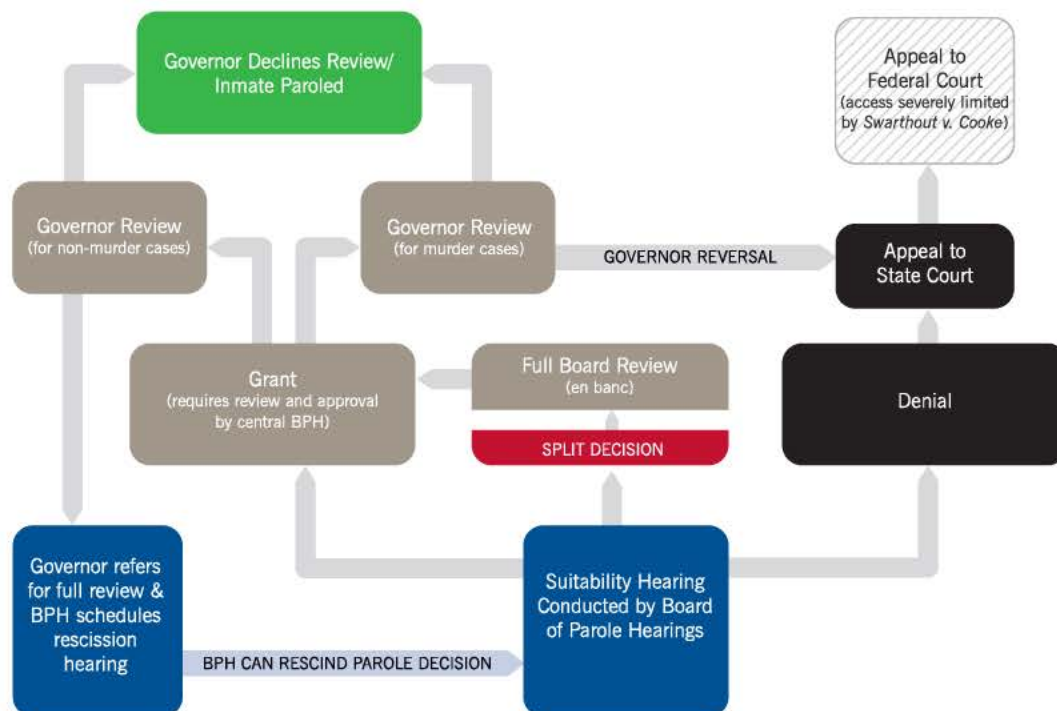 Governor Declines Review/
Inmate Paroled
Appeal to
Federal Court
(access severely limited
by Swarthout v. Cooke)
Governor Review
(for non-murder cases)
Governor Review
(for murder cases)
GOVERNOR REVERSAL
Appeal to
State Court
Grant
(requires review and approval
by central BPH)
Full Board Review
(en banc)
SPLIT DECISION
Denial
Governor refers
for full review &
BPH schedules
rescission
hearing
BPH CAN RESCIND PAROLE DECISION
Suitability Hearing
Conducted by Board
of Parole Hearings